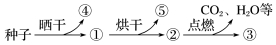 ④ ⑤ CO₂、H₂O等
种子 晒干 ① 烘干 ② 点燃 ③